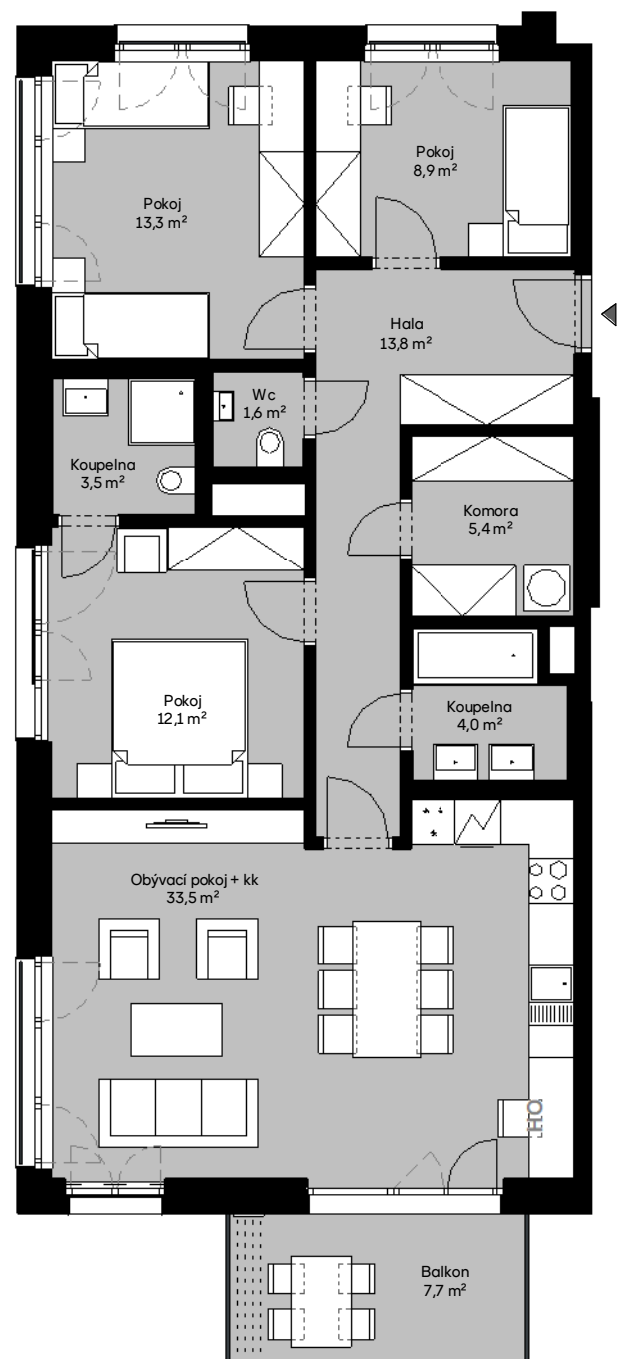 Pokoj
8,9 m²
Pokoj
13,3 m²
Hala
13,8 m²
Wc
1,6 m²
Koupelna
3,5 m²
Komora
5,4 m²
Pokoj
12,1 m²
Koupelna
4,0 m²
Obývací pokoj + kk
33,5 m²
HO
Balkon
7,7 m²